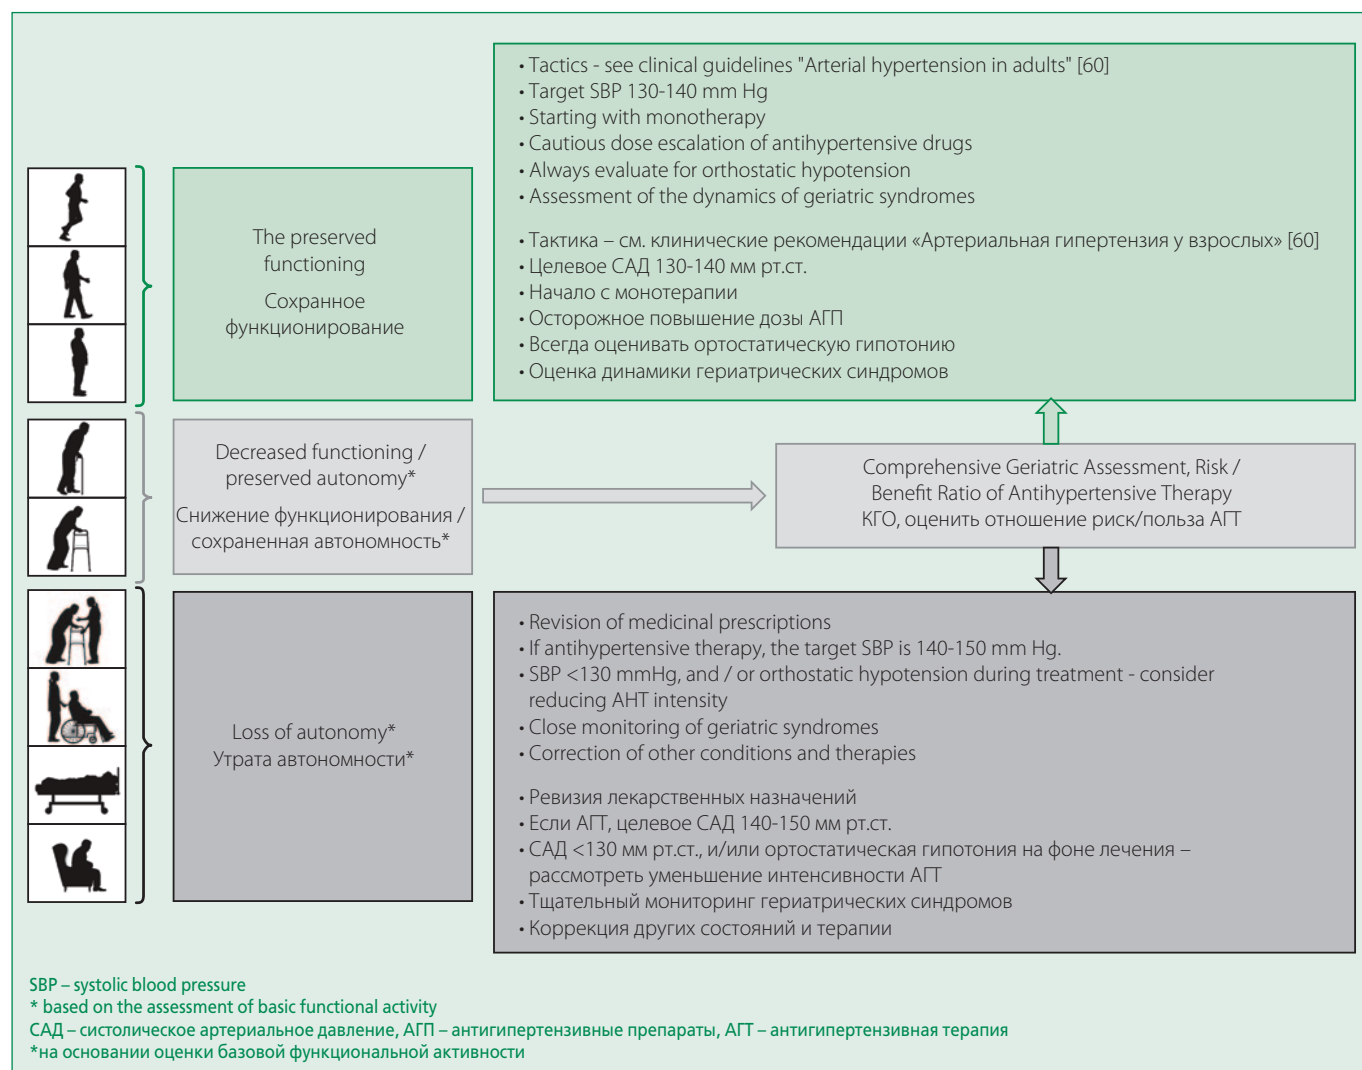 • Tactics - see clinical guidelines "Arterial hypertension in adults" [60]
• Target SBP 130-140 mm Hg
• Starting with monotherapy
• Cautious dose escalation of antihypertensive drugs
• Always evaluate for orthostatic hypotension
• Assessment of the dynamics of geriatric syndromes
• Тактика – см. клинические рекомендации «Артериальная гипертензия у взрослых» [60]
• Целевое САД 130-140 мм рт.ст.
• Начало с монотерапии
• Осторожное повышение дозы АГП
• Всегда оценивать ортостатическую гипотонию
• Оценка динамики гериатрических синдромов
The preserved
functioning
Сохранное
функционирование
Decreased functioning /
preserved autonomy*
Снижение функционирования /
сохраненная автономность*
Comprehensive Geriatric Assessment, Risk /
Benefit Ratio of Antihypertensive Therapy
КГО, оценить отношение риск/польза АГТ
Loss of autonomy*
Утрата автономности*
• Revision of medicinal prescriptions
• If antihypertensive therapy, the target SBP is 140-150 mm Hg.
• SBP <130 mmHg, and / or orthostatic hypotension during treatment - consider
reducing AHT intensity
• Close monitoring of geriatric syndromes
• Correction of other conditions and therapies
• Ревизия лекарственных назначений
• Если АГТ, целевое САД 140-150 мм рт.ст.
• САД <130 мм рт.ст., и/или ортостатическая гипотония на фоне лечения –
рассмотреть уменьшение интенсивности АГТ
• Тщательный мониторинг гериатрических синдромов
• Коррекция других состояний и терапии
SBP – systolic blood pressure
* based on the assessment of basic functional activity
САД – систолическое артериальное давление, АГП – антигипертензивные препараты, АГТ – антигипертензивная терапия
*на основании оценки базовой функциональной активности